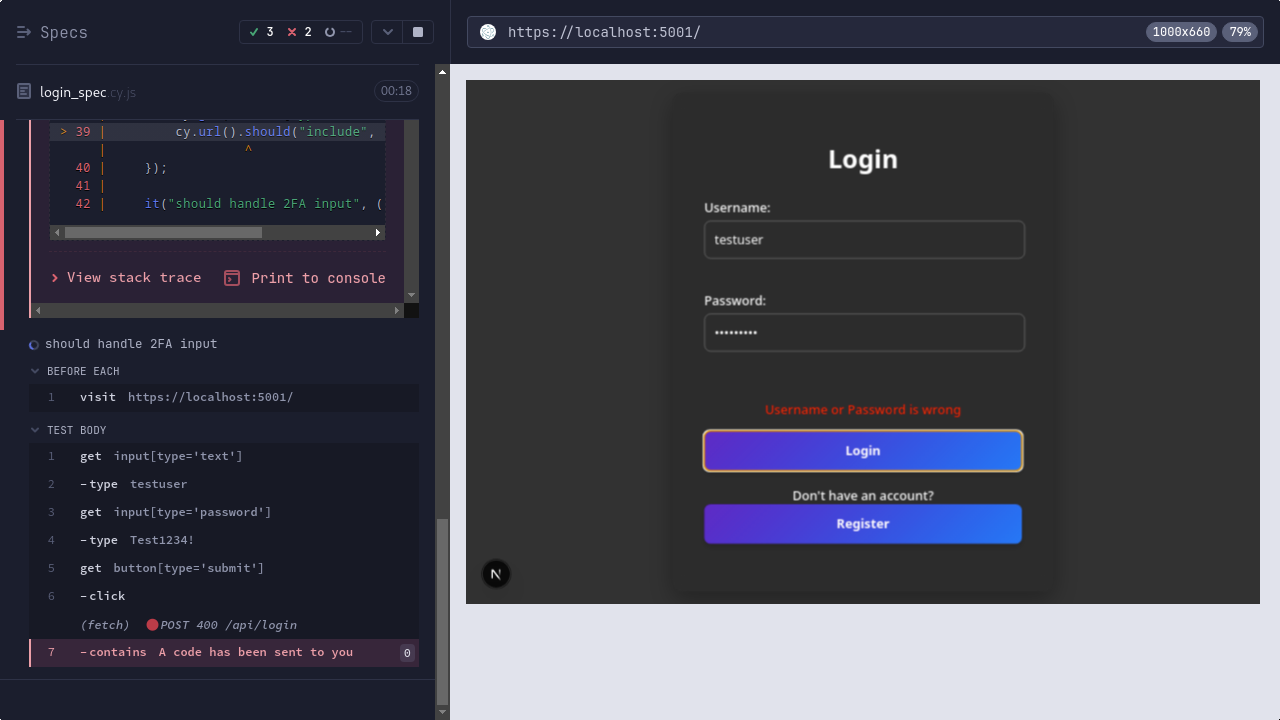 Specs
3 2 --
https://localhost:5001/
1000x660 79%
login_spec.cy.js 00:18
> 39 | cy.url().should("include",
| ^
40 | });
41 |
42 | it("should handle 2FA input", (
View stack trace Print to console
should handle 2FA input
BEFORE EACH
1 visit https://localhost:5001/
TEST BODY
1 get input[type='text']
2 -type testuser
3 get input[type='password']
4 -type Test1234!
5 get button[type='submit']
6 -click
(fetch) POST 400 /api/login
7 -contains A code has been sent to you 0
Login
Username:
testuser
Password:
•••••••••
Username or Password is wrong
Login
Don't have an account?
Register
N